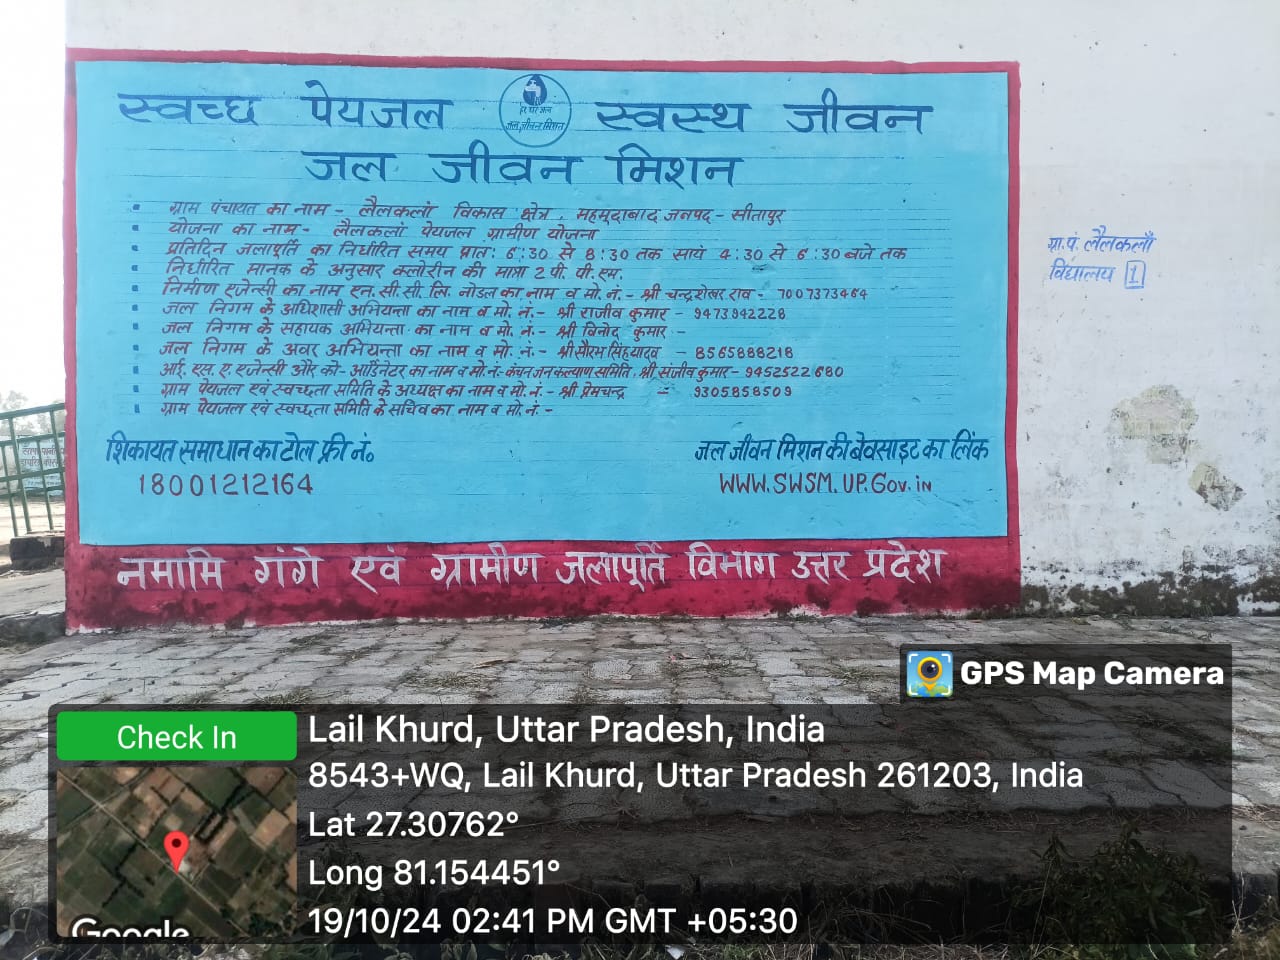 स्वच्छ पेयजल स्वस्थ जीवन
हर घर जल
जल जीवन मिशन
जल जीवन मिशन
ग्राम पंचायत का नाम - लैलकलाँ विकास क्षेत्र, महमूदाबाद जनपद - सीतापुर
योजना का नाम - लैलकलां पेयजल ग्रामीण योजना
प्रतिदिन जलापूर्ति का निर्धारित समय प्रातः 6:30 से 8:30 तक सायं 4:30 से 6:30 बजे तक
निर्धारित मानक के अनुसार क्लोरीन की मात्रा 2 पी. पी. एम.
निर्माण एजेन्सी का नाम एन. सी. सी. लि. नोडल का नाम व मो. नं. - श्री चन्द्रशेखर राव - 7007373464
जल निगम के अधिशासी अभियन्ता का नाम व मो. नं. - श्री राजीव कुमार - 9473942228
जल निगम के सहायक अभियन्ता का नाम व मो. नं. - श्री विनोद कुमार -
जल निगम के अवर अभियन्ता का नाम व मो. नं. - श्री सौरभ सिंह यादव - 8565888218
आई. एस. ए. एजेन्सी और को- आर्डिनेटर का नाम व मो. नं.- कंचन जन कल्याण समिति, श्री संजीव कुमार - 9452522680
ग्राम पेयजल एवं स्वच्छता समिति के अध्यक्ष का नाम व मो. नं. - श्री प्रेमचन्द्र - 9305858509
ग्राम पेयजल एवं स्वच्छता समिति के सचिव का नाम व मो. नं. -
शिकायत समाधान का टोल फ्री नं०
18001212164
जल जीवन मिशन की बेवसाइट का लिंक
WWW.SWSM.UP.Gov.in
नमामि गंगे एवं ग्रामीण जलापूर्ति विभाग उत्तर प्रदेश
ग्रा.पं. लैलकलाँ
विद्यालय 1
GPS Map Camera
Check In
Lail Khurd, Uttar Pradesh, India
8543+WQ, Lail Khurd, Uttar Pradesh 261203, India
Lat 27.30762°
Long 81.154451°
19/10/24 02:41 PM GMT +05:30
Google